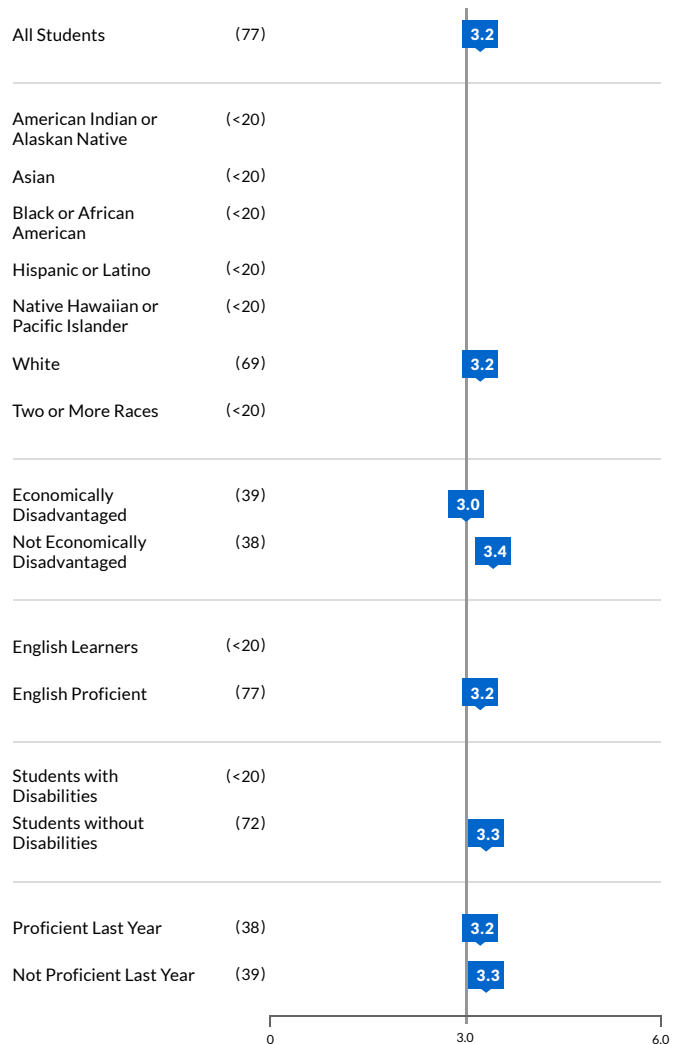 All Students (77) 3.2
American Indian or (<20)
Alaskan Native
Asian (<20)
Black or African (<20)
American
Hispanic or Latino (<20)
Native Hawaiian or (<20)
Pacific Islander
White (69) 3.2
Two or More Races (<20)
Economically (39) 3.0
Disadvantaged
Not Economically (38) 3.4
Disadvantaged
English Learners (<20)
English Proficient (77) 3.2
Students with (<20)
Disabilities
Students without (72) 3.3
Disabilities
Proficient Last Year (38) 3.2
Not Proficient Last Year (39) 3.3
0 3.0 6.0